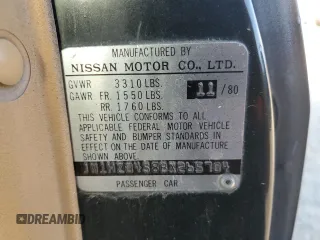 MANUFACTURED BY
NISSAN MOTOR CO., LTD.
GVWR 3310 LBS. 11/80
GAWR FR. 1550 LBS.
RR. 1760 LBS.
THIS VEHICLE CONFORMS TO ALL
APPLICABLE FEDERAL MOTOR VEHICLE
SAFETY AND BUMPER STANDARDS IN
EFFECT ON THE DATE OF MANUFACTURE
SHOWN ABOVE.
PASSENGER CAR
DREAMBID